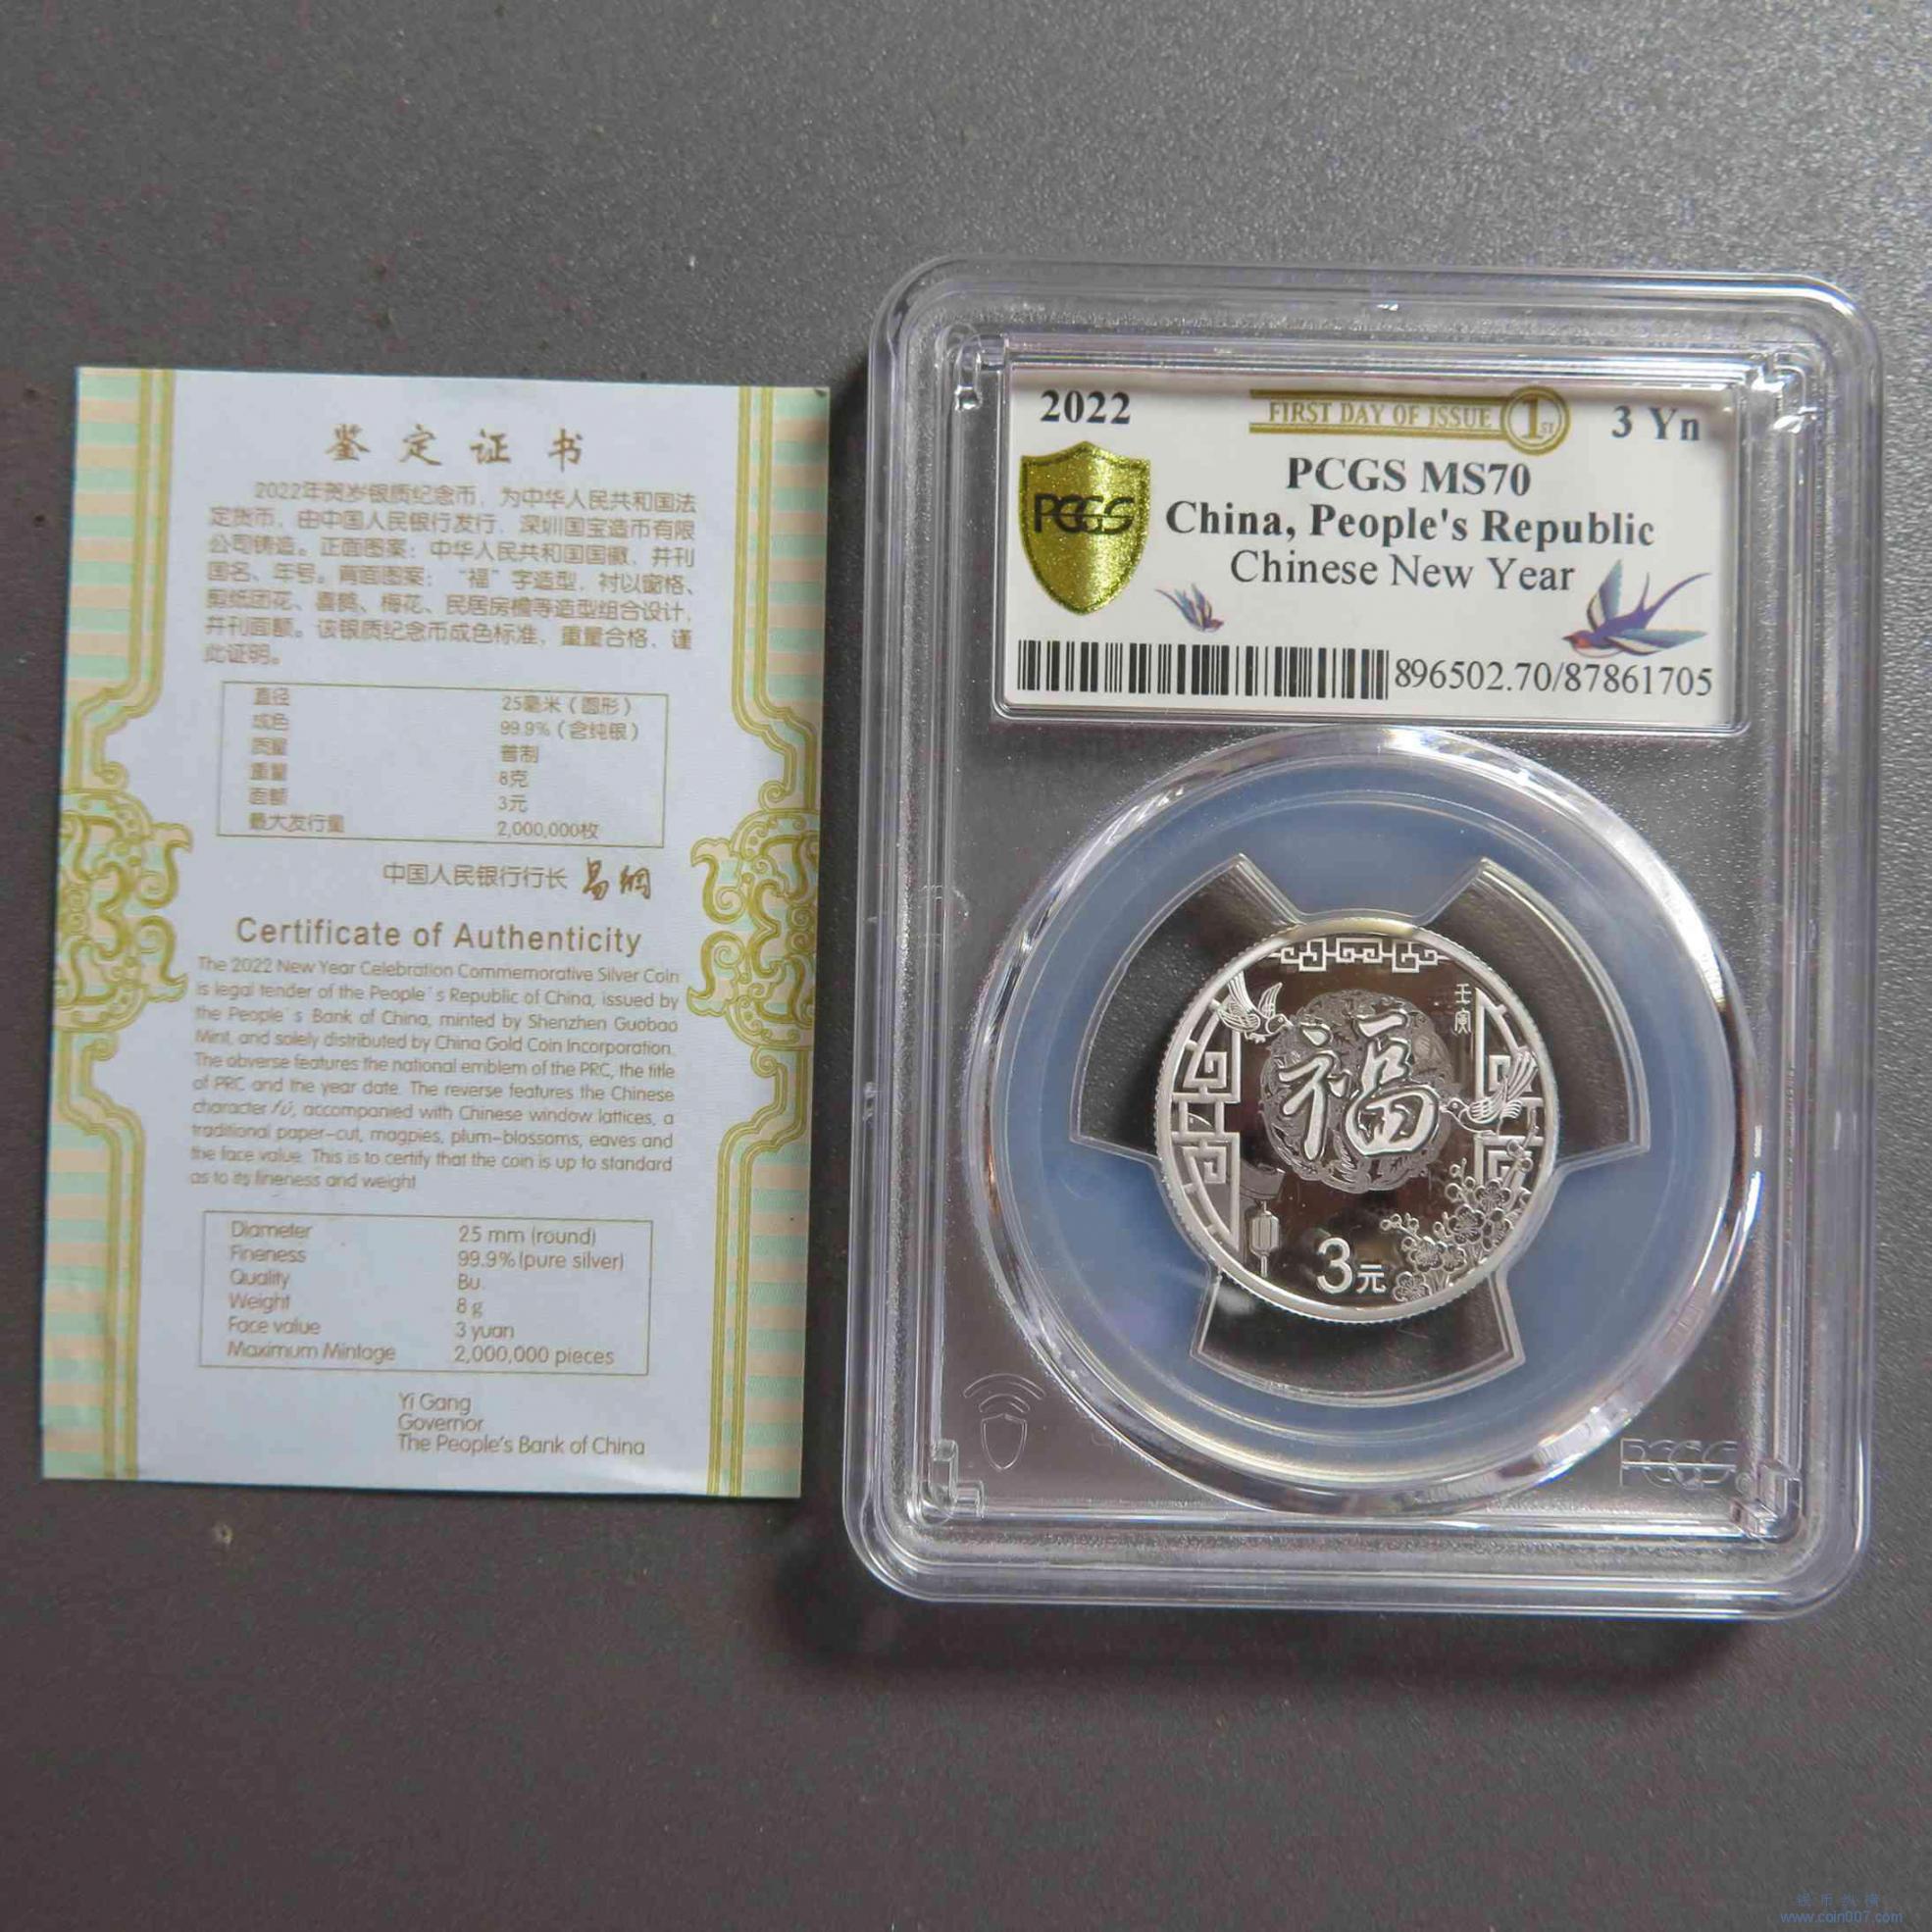 鉴定证书
2022年贺岁银质纪念币，为中华人民共和国法
定货币，由中国人民银行发行，深圳国宝造币有限
公司铸造。正面图案：中华人民共和国国徽，并刊
国名、年号。背面图案：“福”字造型，衬以窗格、
剪纸团花、喜鹊、梅花、民居房檐等造型组合设计，
并刊面额。该银质纪念币成色标准，重量合格，谨
此证明。
直径 25毫米（圆形）
成色 99.9%（含纯银）
质量 普制
重量 8克
面额 3元
最大发行量 2,000,000枚
中国人民银行行长 易纲
Certificate of Authenticity
The 2022 New Year Celebration Commemorative Silver Coin
is legal tender of the People's Republic of China, issued by
the People's Bank of China, minted by Shenzhen Guobao
Mint, and solely distributed by China Gold Coin Incorporation.
The obverse features the national emblem of the PRC, the title
of PRC and the year date. The reverse features the Chinese
character fú, accompanied with Chinese window lattices, a
traditional paper-cut, magpies, plum-blossoms, eaves and
the face value. This is to certify that the coin is up to standard
as to its fineness and weight
Diameter 25 mm (round)
Fineness 99.9% (pure silver)
Quality Bu.
Weight 8 g
Face value 3 yuan
Maximum Mintage 2,000,000 pieces
Yi Gang
Governor
The People's Bank of China
2022 FIRST DAY OF ISSUE 1ST 3 Yn
PCGS
PCGS MS70
China, People's Republic
Chinese New Year
896502.70/87861705
壬寅
福
3元
PCGS
www.coin007.com